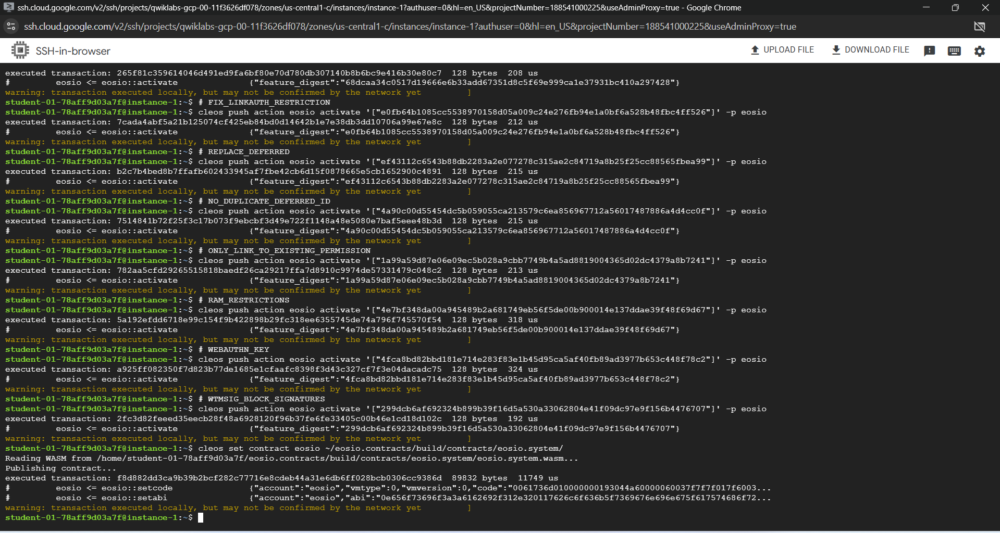 ssh.cloud.google.com/v2/ssh/projects/qwiklabs-gcp-00-11f3626df078/zones/us-central1-c/instances/instance-1?authuser=0&hl=en_US&projectNumber=188541000225&useAdminProxy=true - Google Chrome
ssh.cloud.google.com/v2/ssh/projects/qwiklabs-gcp-00-11f3626df078/zones/us-central1-c/instances/instance-1?authuser=0&hl=en_US&projectNumber=188541000225&useAdminProxy=true
SSH-in-browser UPLOAD FILE DOWNLOAD FILE
executed transaction: 265f81c359614046d491ed9fa6bf80e70d780db307140b8b6bc9e416b30e80c7 128 bytes 208 us
# eosio <= eosio::activate {"feature_digest":"68dcaa34c0517d19666e6b33add67351d8c5f69e999ca1e37931bc410a297428"}
warning: transaction executed locally, but may not be confirmed by the network yet ]
student-01-78aff9d03a7f@instance-1:~$ # FIX_LINKAUTH_RESTRICTION
student-01-78aff9d03a7f@instance-1:~$ cleos push action eosio activate '["e0fb64b1085cc5538970158d05a009c24e276fb94e1a0bf6a528b48fbc4ff526"]' -p eosio
executed transaction: 7cada4abf5a21b125074cf425eb84bd0d14642b1e7e38db3dd10706a99e67e8c 128 bytes 212 us
# eosio <= eosio::activate {"feature_digest":"e0fb64b1085cc5538970158d05a009c24e276fb94e1a0bf6a528b48fbc4ff526"}
warning: transaction executed locally, but may not be confirmed by the network yet ]
student-01-78aff9d03a7f@instance-1:~$ # REPLACE_DEFERRED
student-01-78aff9d03a7f@instance-1:~$ cleos push action eosio activate '["ef43112c6543b88db2283a2e077278c315ae2c84719a8b25f25cc88565fbea99"]' -p eosio
executed transaction: b2c7b4bed8b7ffafb602433945af7fbe42cb6d15f0878665e5cb1652900c4891 128 bytes 215 us
# eosio <= eosio::activate {"feature_digest":"ef43112c6543b88db2283a2e077278c315ae2c84719a8b25f25cc88565fbea99"}
warning: transaction executed locally, but may not be confirmed by the network yet ]
student-01-78aff9d03a7f@instance-1:~$ # NO_DUPLICATE_DEFERRED_ID
student-01-78aff9d03a7f@instance-1:~$ cleos push action eosio activate '["4a90c00d55454dc5b059055ca213579c6ea856967712a56017487886a4d4cc0f"]' -p eosio
executed transaction: 7514841b72f25f3c17b073f9ebcbf3d49e722f1148a48e5080e7baf5eee48b3d 128 bytes 215 us
# eosio <= eosio::activate {"feature_digest":"4a90c00d55454dc5b059055ca213579c6ea856967712a56017487886a4d4cc0f"}
warning: transaction executed locally, but may not be confirmed by the network yet ]
student-01-78aff9d03a7f@instance-1:~$ # ONLY_LINK_TO_EXISTING_PERMISSION
student-01-78aff9d03a7f@instance-1:~$ cleos push action eosio activate '["1a99a59d87e06e09ec5b028a9cbb7749b4a5ad8819004365d02dc4379a8b7241"]' -p eosio
executed transaction: 782aa5cfd29265515818baedf26ca29217ffa7d8910c9974de57331479c048c2 128 bytes 213 us
# eosio <= eosio::activate {"feature_digest":"1a99a59d87e06e09ec5b028a9cbb7749b4a5ad8819004365d02dc4379a8b7241"}
warning: transaction executed locally, but may not be confirmed by the network yet ]
student-01-78aff9d03a7f@instance-1:~$ # RAM_RESTRICTIONS
student-01-78aff9d03a7f@instance-1:~$ cleos push action eosio activate '["4e7bf348da00a945489b2a681749eb56f5de00b900014e137ddae39f48f69d67"]' -p eosio
executed transaction: 5a192efdd6718e99c154f9b422898b29fc318ee6355745de74a796f745570f54 128 bytes 318 us
# eosio <= eosio::activate {"feature_digest":"4e7bf348da00a945489b2a681749eb56f5de00b900014e137ddae39f48f69d67"}
warning: transaction executed locally, but may not be confirmed by the network yet ]
student-01-78aff9d03a7f@instance-1:~$ # WEBAUTHN_KEY
student-01-78aff9d03a7f@instance-1:~$ cleos push action eosio activate '["4fca8bd82bbd181e714e283f83e1b45d95ca5af40fb89ad3977b653c448f78c2"]' -p eosio
executed transaction: a925ff082350f7d823b77de1685e1cfaafc8398f3d43c327cf7f3e04dacadc75 128 bytes 324 us
# eosio <= eosio::activate {"feature_digest":"4fca8bd82bbd181e714e283f83e1b45d95ca5af40fb89ad3977b653c448f78c2"}
warning: transaction executed locally, but may not be confirmed by the network yet ]
student-01-78aff9d03a7f@instance-1:~$ # WTMSIG_BLOCK_SIGNATURES
student-01-78aff9d03a7f@instance-1:~$ cleos push action eosio activate '["299dcb6af692324b899b39f16d5a530a33062804e41f09dc97e9f156b4476707"]' -p eosio
executed transaction: 2fc3d82feeed35eecb28f48a6928120f96b37fe6fe33405c00b46e1cd18d102c 128 bytes 192 us
# eosio <= eosio::activate {"feature_digest":"299dcb6af692324b899b39f16d5a530a33062804e41f09dc97e9f156b4476707"}
warning: transaction executed locally, but may not be confirmed by the network yet ]
student-01-78aff9d03a7f@instance-1:~$ cleos set contract eosio ~/eosio.contracts/build/contracts/eosio.system/
Reading WASM from /home/student-01-78aff9d03a7f/eosio.contracts/build/contracts/eosio.system/eosio.system.wasm...
Publishing contract...
executed transaction: f8d882dd3ca9b39b2bcf282c77716e8cdeb44a31e6db6ff028bcb0306cc9386d 89832 bytes 11749 us
# eosio <= eosio::setcode {"account":"eosio","vmtype":0,"vmversion":0,"code":"0061736d010000000193044a60000060037f7f7f017f6003...
# eosio <= eosio::setabi {"account":"eosio","abi":"0e656f73696f3a3a6162692f312e320117626c6f636b5f7369676e696e675f617574686f72...
warning: transaction executed locally, but may not be confirmed by the network yet ]
student-01-78aff9d03a7f@instance-1:~$